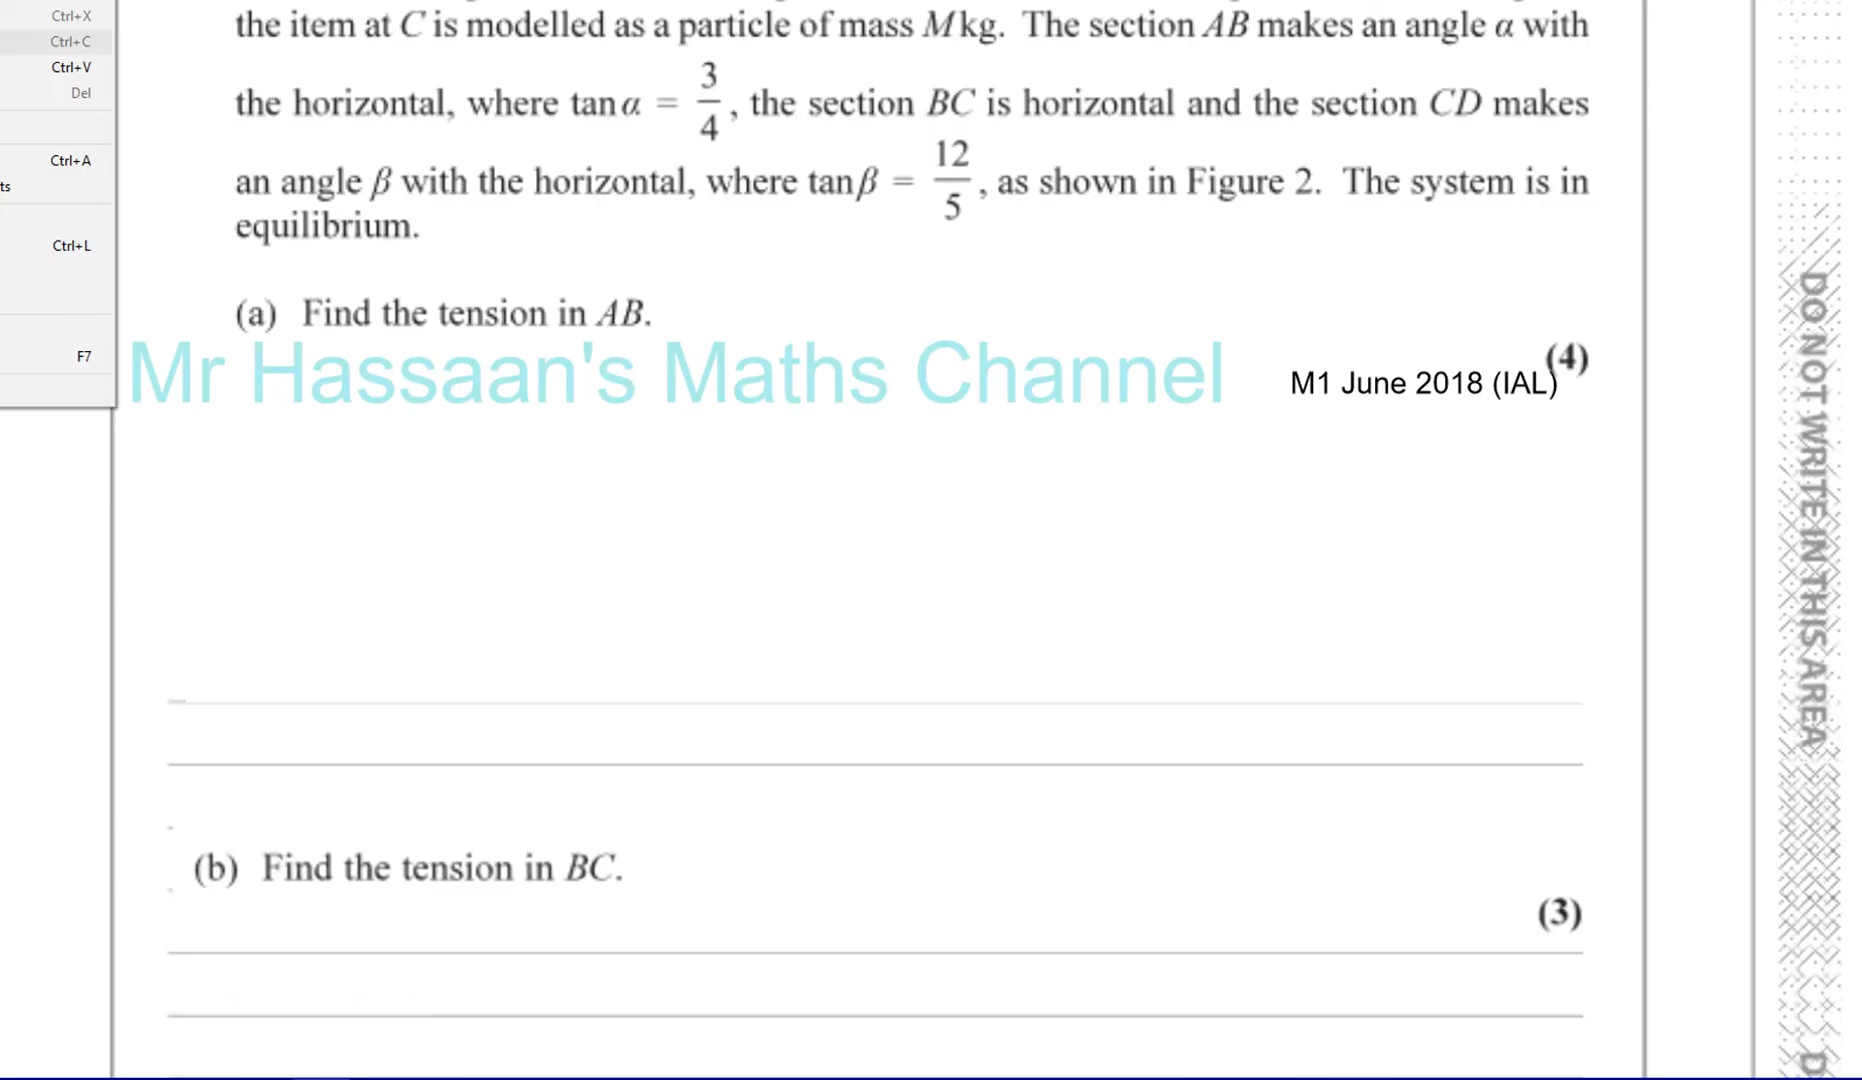 Ctrl+X
the item at C is modelled as a particle of mass M kg. The section AB makes an angle α with
Ctrl+C
Ctrl+V
Del
the horizontal, where tan α = 3/4, the section BC is horizontal and the section CD makes
Ctrl+A
ts
an angle β with the horizontal, where tan β = 12/5, as shown in Figure 2. The system is in
equilibrium.
Ctrl+L
(a) Find the tension in AB.
F7
(4)
Mr Hassaan's Maths Channel
M1 June 2018 (IAL)
DO NOT WRITE IN THIS AREA
(b) Find the tension in BC.
(3)
D